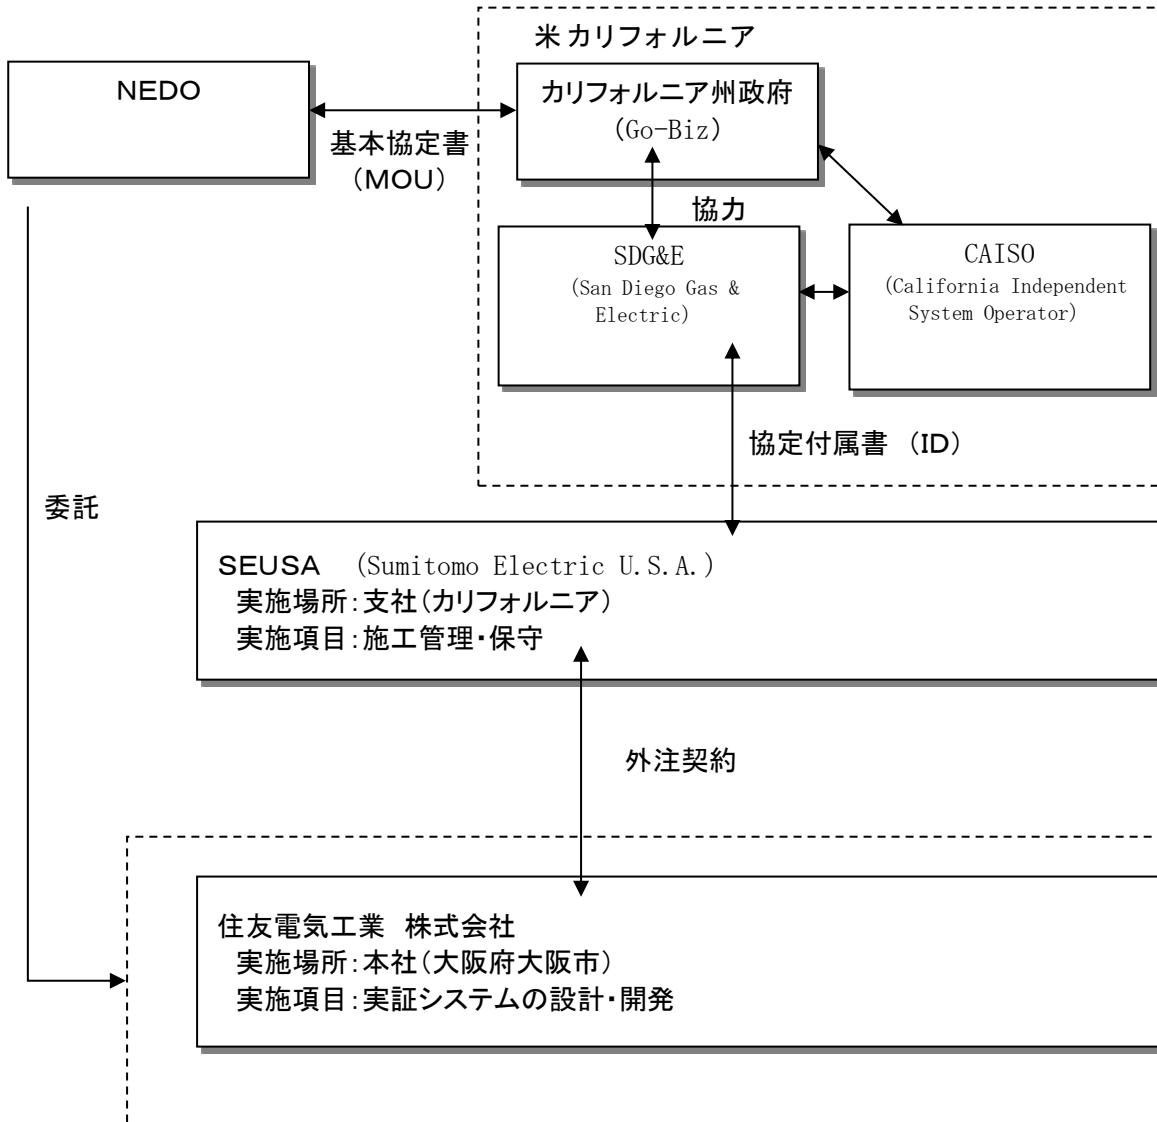 米カリフォルニア
NEDO
カリフォルニア州政府
(Go-Biz)
基本協定書
(MOU)
協力
SDG&E
(San Diego Gas &
Electric)
CAISO
(California Independent
System Operator)
協定付属書 (ID)
委託
SEUSA (Sumitomo Electric U.S.A.)
実施場所:支社(カリフォルニア)
実施項目:施工管理・保守
外注契約
住友電気工業 株式会社
実施場所:本社(大阪府大阪市)
実施項目:実証システムの設計・開発